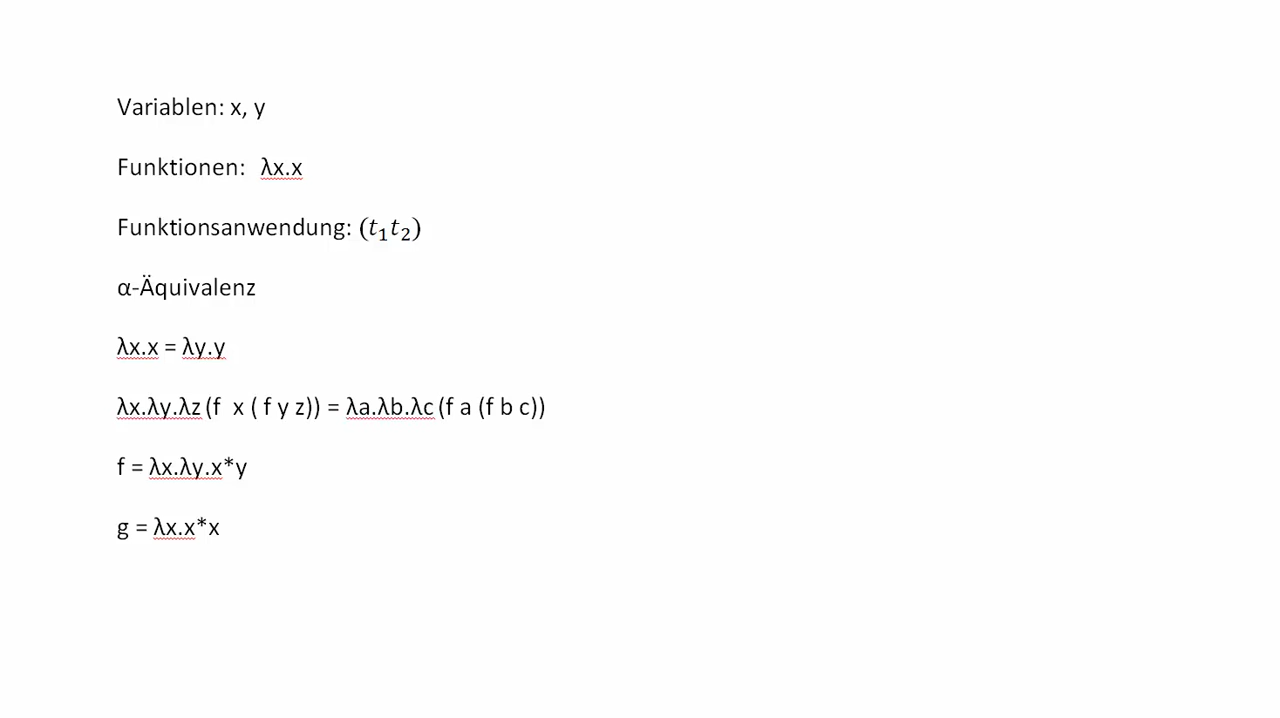 Variablen: x, y
Funktionen: λx.x
Funktionsanwendung: (t₁t₂)
α-Äquivalenz
λx.x = λy.y
λx.λy.λz (f x ( f y z)) = λa.λb.λc (f a (f b c))
f = λx.λy.x*y
g = λx.x*x